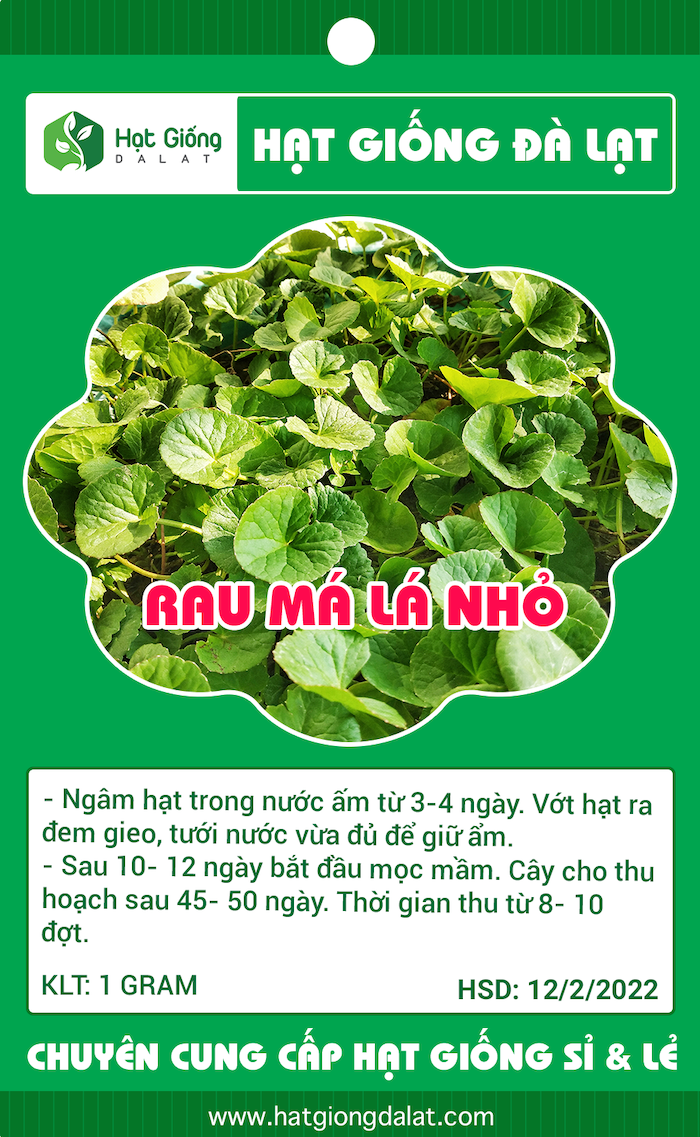 Hạt Giống
DALAT
HẠT GIỐNG ĐÀ LẠT
RAU MÁ LÁ NHỎ
- Ngâm hạt trong nước ấm từ 3-4 ngày. Vớt hạt ra
đem gieo, tưới nước vừa đủ để giữ ẩm.
- Sau 10- 12 ngày bắt đầu mọc mầm. Cây cho thu
hoạch sau 45- 50 ngày. Thời gian thu từ 8- 10
đợt.
KLT: 1 GRAM
HSD: 12/2/2022
CHUYÊN CUNG CẤP HẠT GIỐNG SỈ & LẺ
www.hatgiongdalat.com